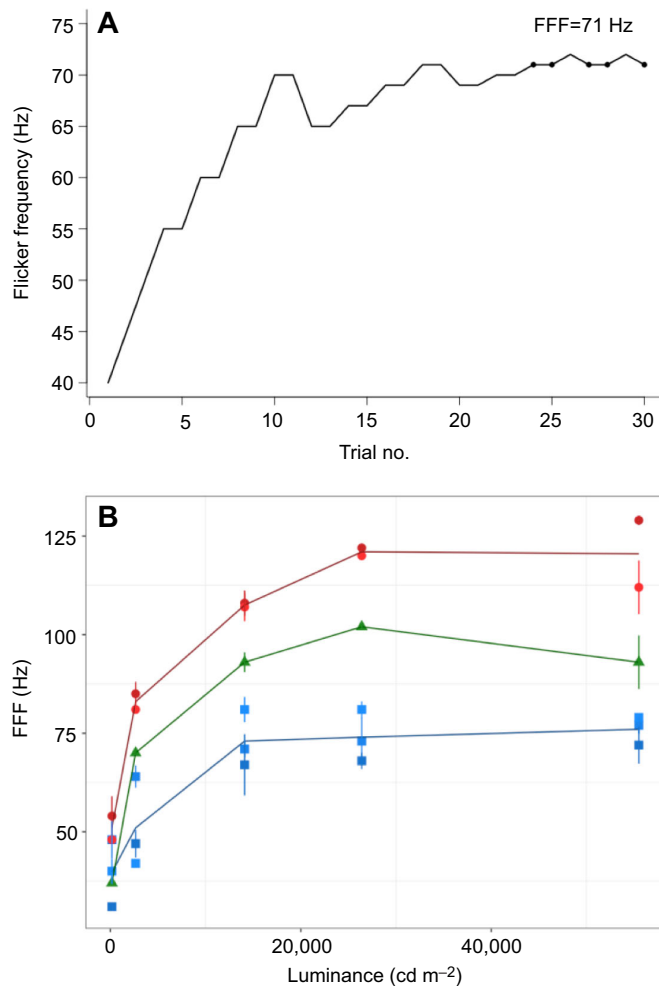 A
FFF=71 Hz
75
70
65
60
55
50
45
40
Flicker frequency (Hz)
0 5 10 15 20 25 30
Trial no.
B
125
100
75
50
FFF (Hz)
0 20,000 40,000
Luminance (cd m⁻²)